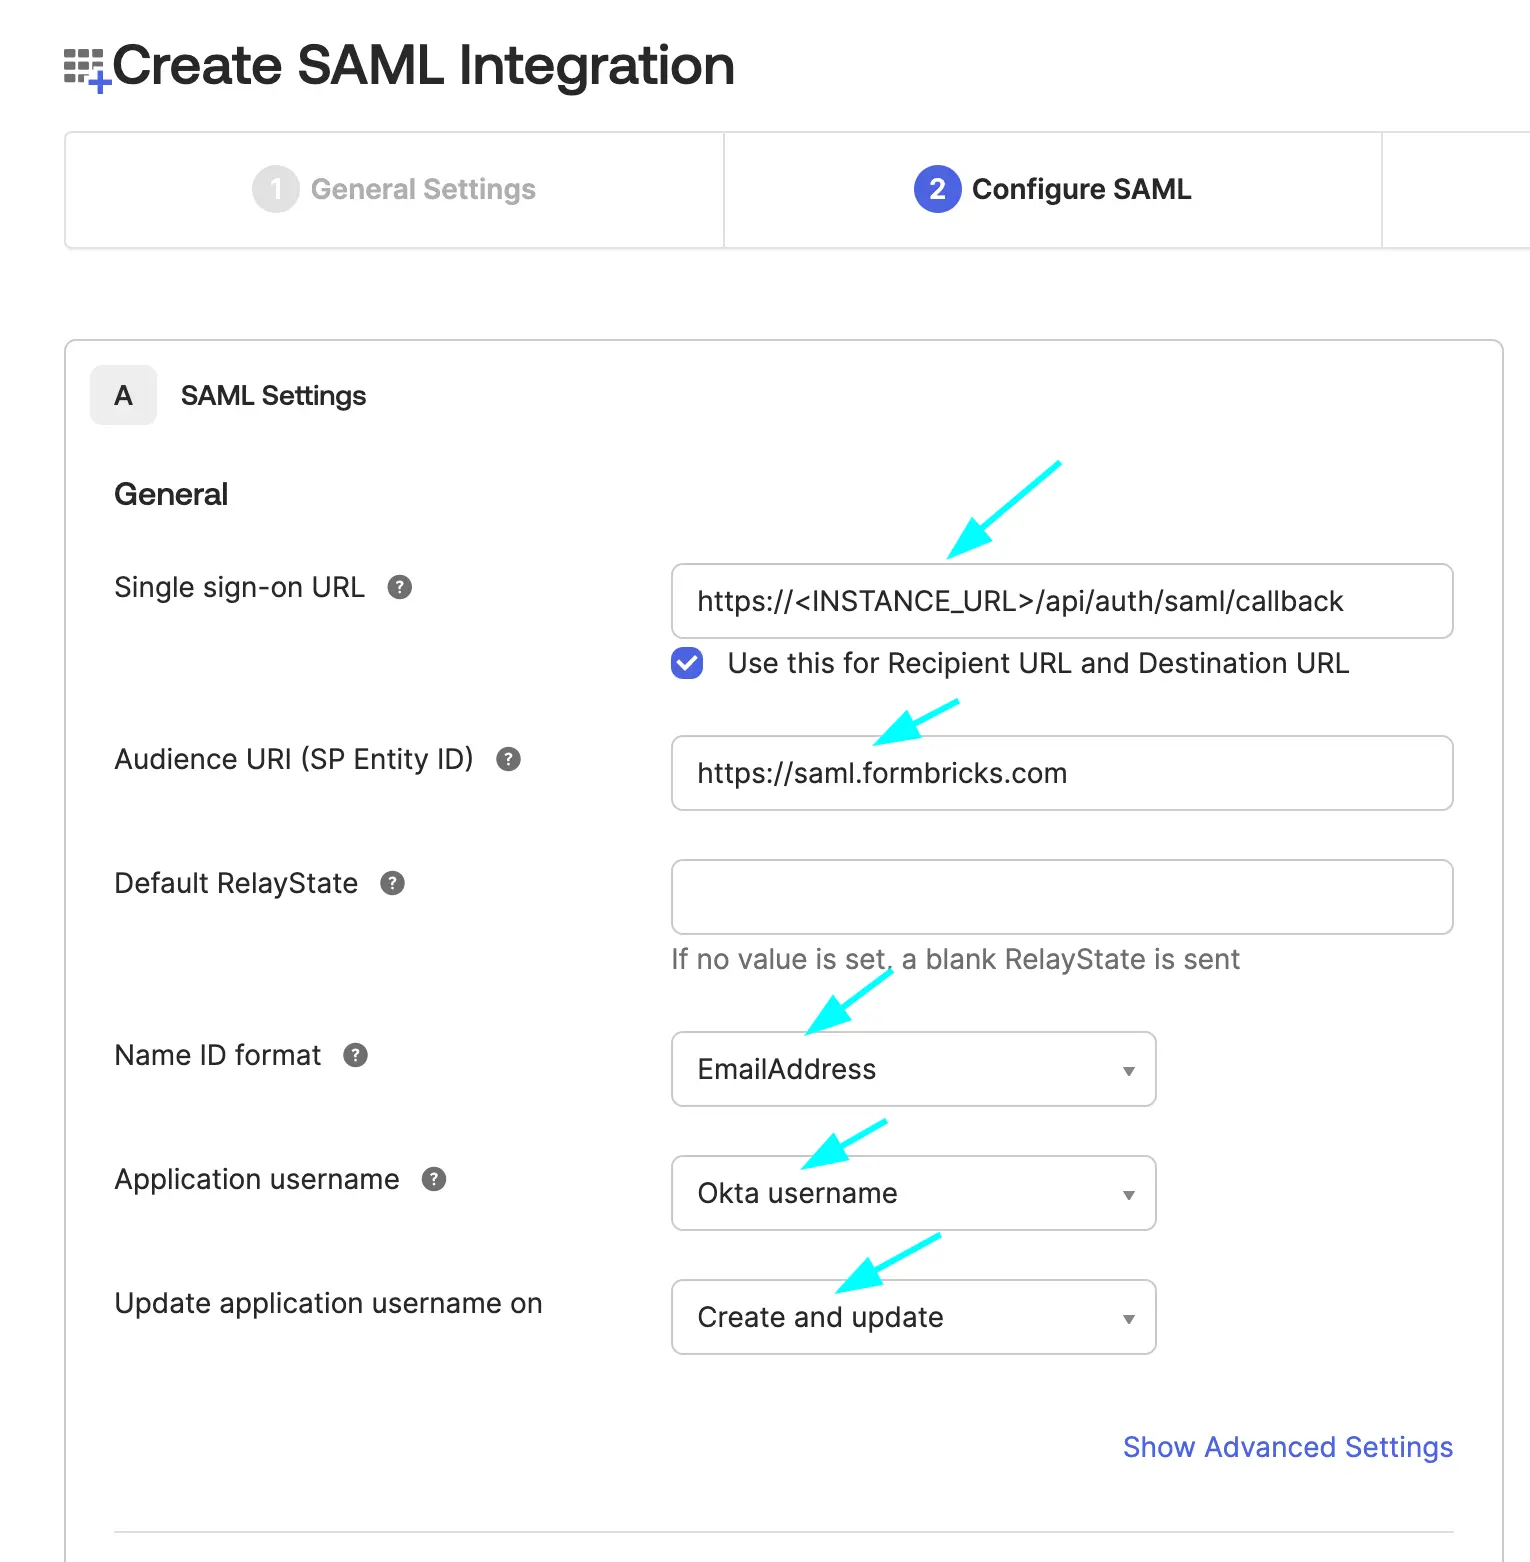 Create SAML Integration
1 General Settings
2 Configure SAML
A SAML Settings
General
Single sign-on URL ?
https://<INSTANCE_URL>/api/auth/saml/callback
Use this for Recipient URL and Destination URL
Audience URI (SP Entity ID) ?
https://saml.formbricks.com
Default RelayState ?
If no value is set, a blank RelayState is sent
Name ID format ?
EmailAddress
Application username ?
Okta username
Update application username on
Create and update
Show Advanced Settings